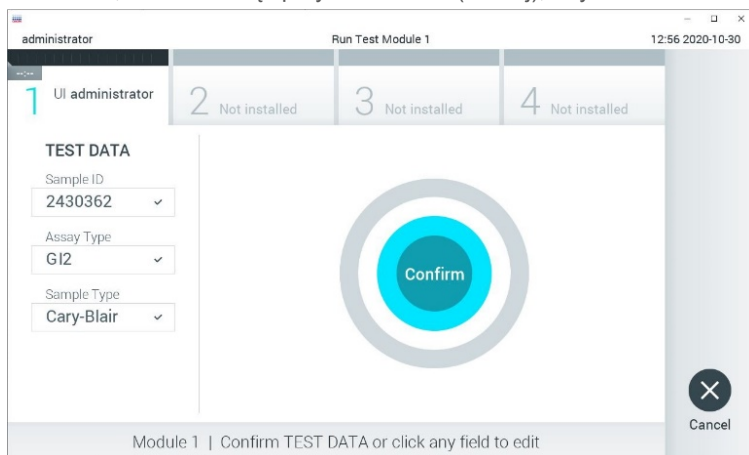 administrator Run Test Module 1 12:56 2020-10-30
--:--
1 UI administrator 2 Not installed 3 Not installed 4 Not installed
TEST DATA
Sample ID
2430362
Assay Type
GI2
Sample Type
Cary-Blair
Confirm
Cancel
Module 1 | Confirm TEST DATA or click any field to edit